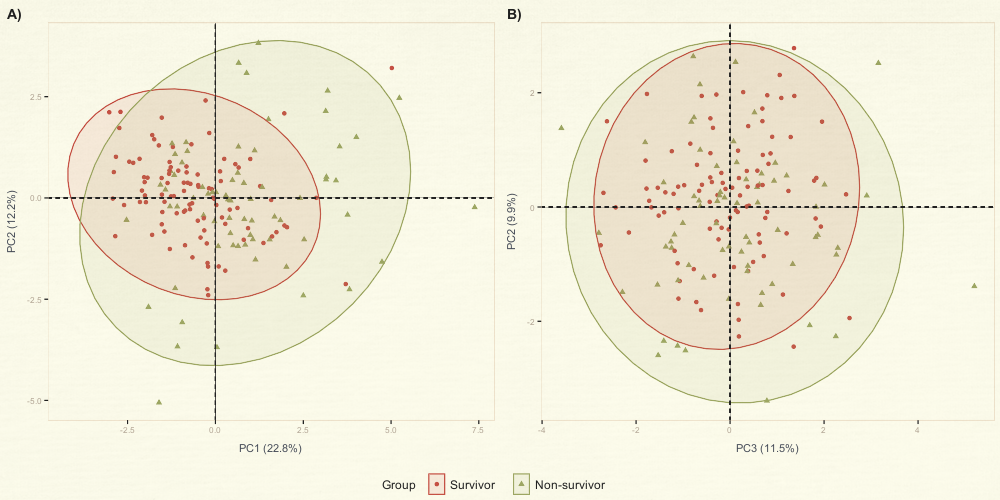 A)
B)
PC2 (12.2%)
2.5
0.0
-2.5
-5.0
-2.5
0.0
2.5
5.0
7.5
PC1 (22.8%)
PC2 (9.9%)
2
0
-2
-4
-2
0
2
4
PC3 (11.5%)
Group
Survivor
Non-survivor